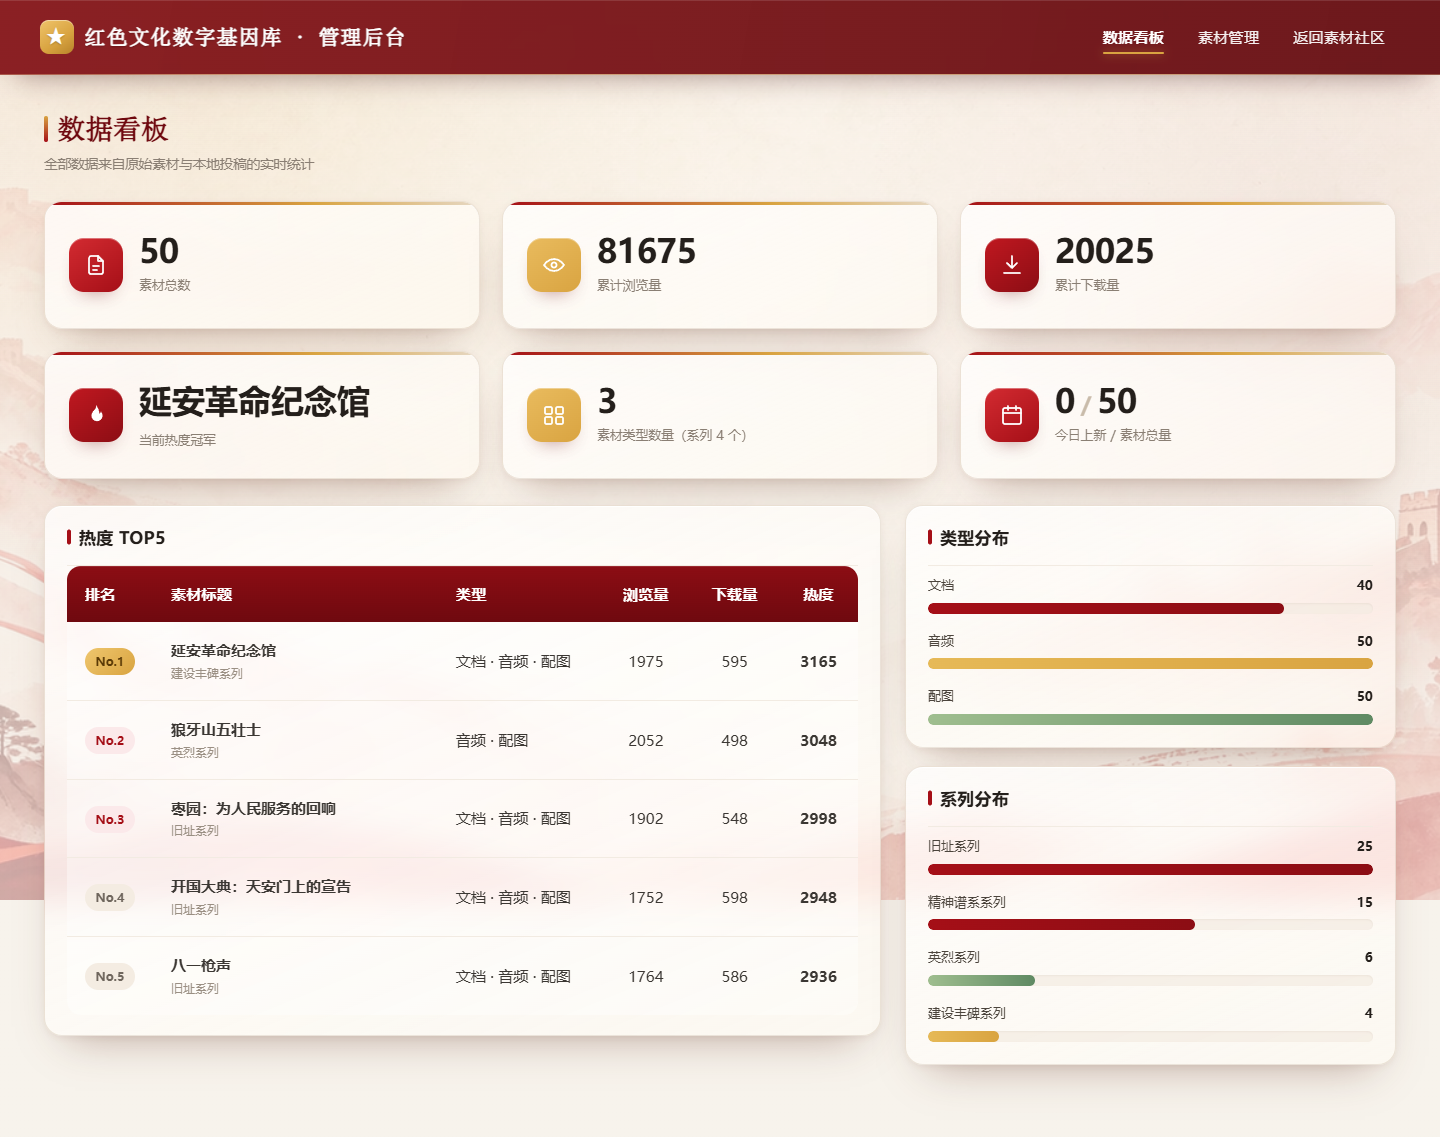 红色文化数字基因库 · 管理后台
数据看板 素材管理 返回素材社区
数据看板
全部数据来自原始素材与本地投稿的实时统计
50
素材总数
81675
累计浏览量
20025
累计下载量
延安革命纪念馆
当前热度冠军
3
素材类型数量（系列 4 个）
0 / 50
今日上新 / 素材总量
热度 TOP5
排名 素材标题 类型 浏览量 下载量 热度
No.1 延安革命纪念馆 文档 · 音频 · 配图 1975 595 3165
建设丰碑系列
No.2 狼牙山五壮士 音频 · 配图 2052 498 3048
英烈系列
No.3 枣园：为人民服务的回响 文档 · 音频 · 配图 1902 548 2998
旧址系列
No.4 开国大典：天安门上的宣告 文档 · 音频 · 配图 1752 598 2948
旧址系列
No.5 八一枪声 文档 · 音频 · 配图 1764 586 2936
旧址系列
类型分布
文档 40
音频 50
配图 50
系列分布
旧址系列 25
精神谱系系列 15
英烈系列 6
建设丰碑系列 4